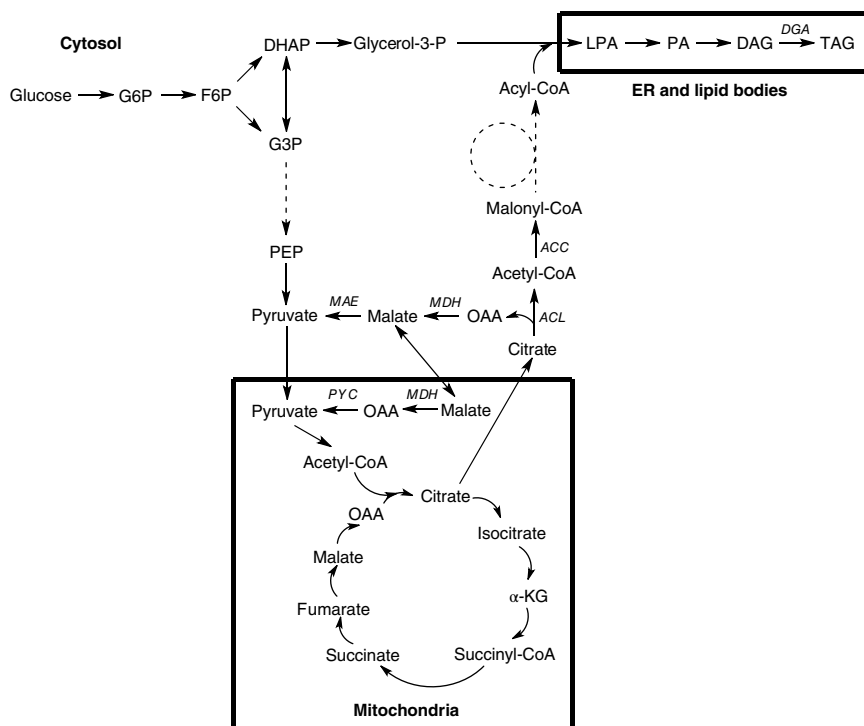 Cytosol
DHAP Glycerol-3-P LPA PA DAG DGA TAG
ER and lipid bodies
Glucose G6P F6P Acyl-CoA
G3P
Malonyl-CoA
PEP ACC
Acetyl-CoA
Pyruvate MAE Malate MDH OAA ACL
Citrate
Pyruvate PYC OAA MDH Malate
Acetyl-CoA
Citrate
OAA
Isocitrate
Malate
α-KG
Fumarate
Succinate Succinyl-CoA
Mitochondria